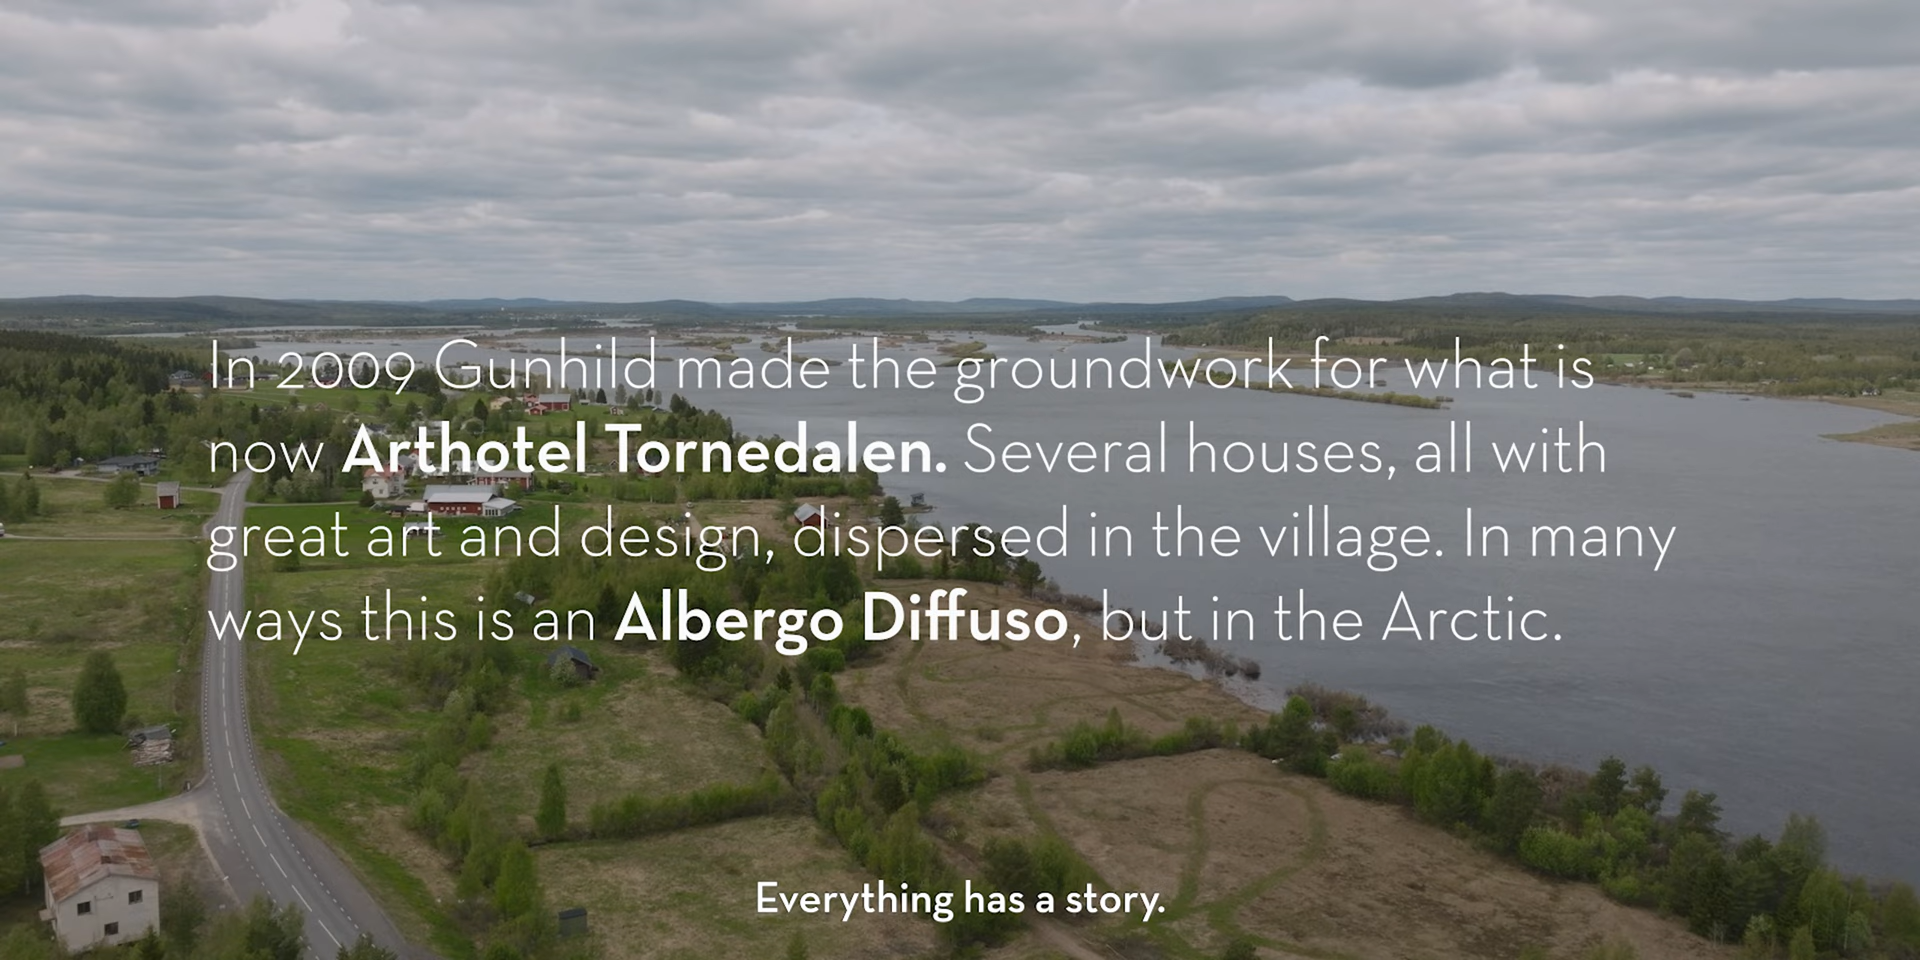 In 2009 Gunhild made the groundwork for what is
now Arthotel Tornedalen. Several houses, all with
great art and design, dispersed in the village. In many
ways this is an Albergo Diffuso, but in the Arctic.
Everything has a story.